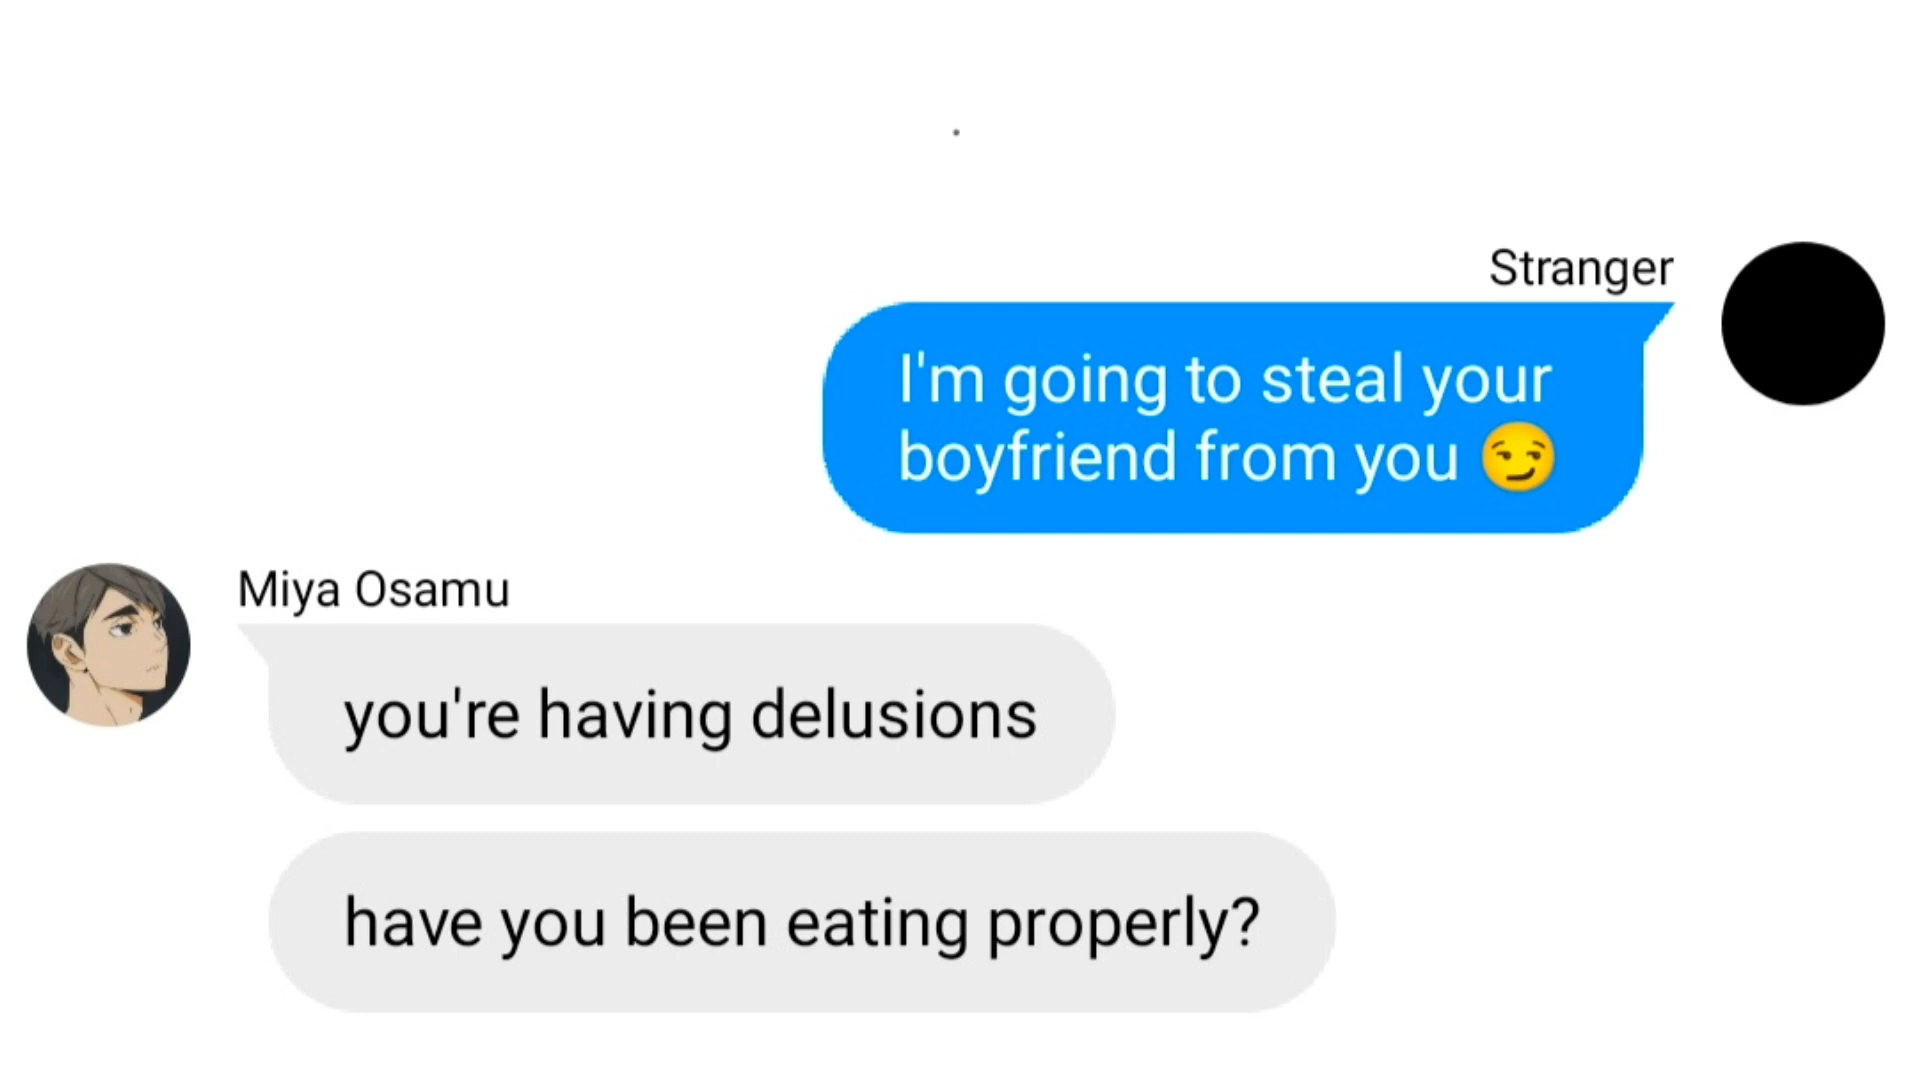 Stranger
I'm going to steal your
boyfriend from you 😏
Miya Osamu
you're having delusions
have you been eating properly?